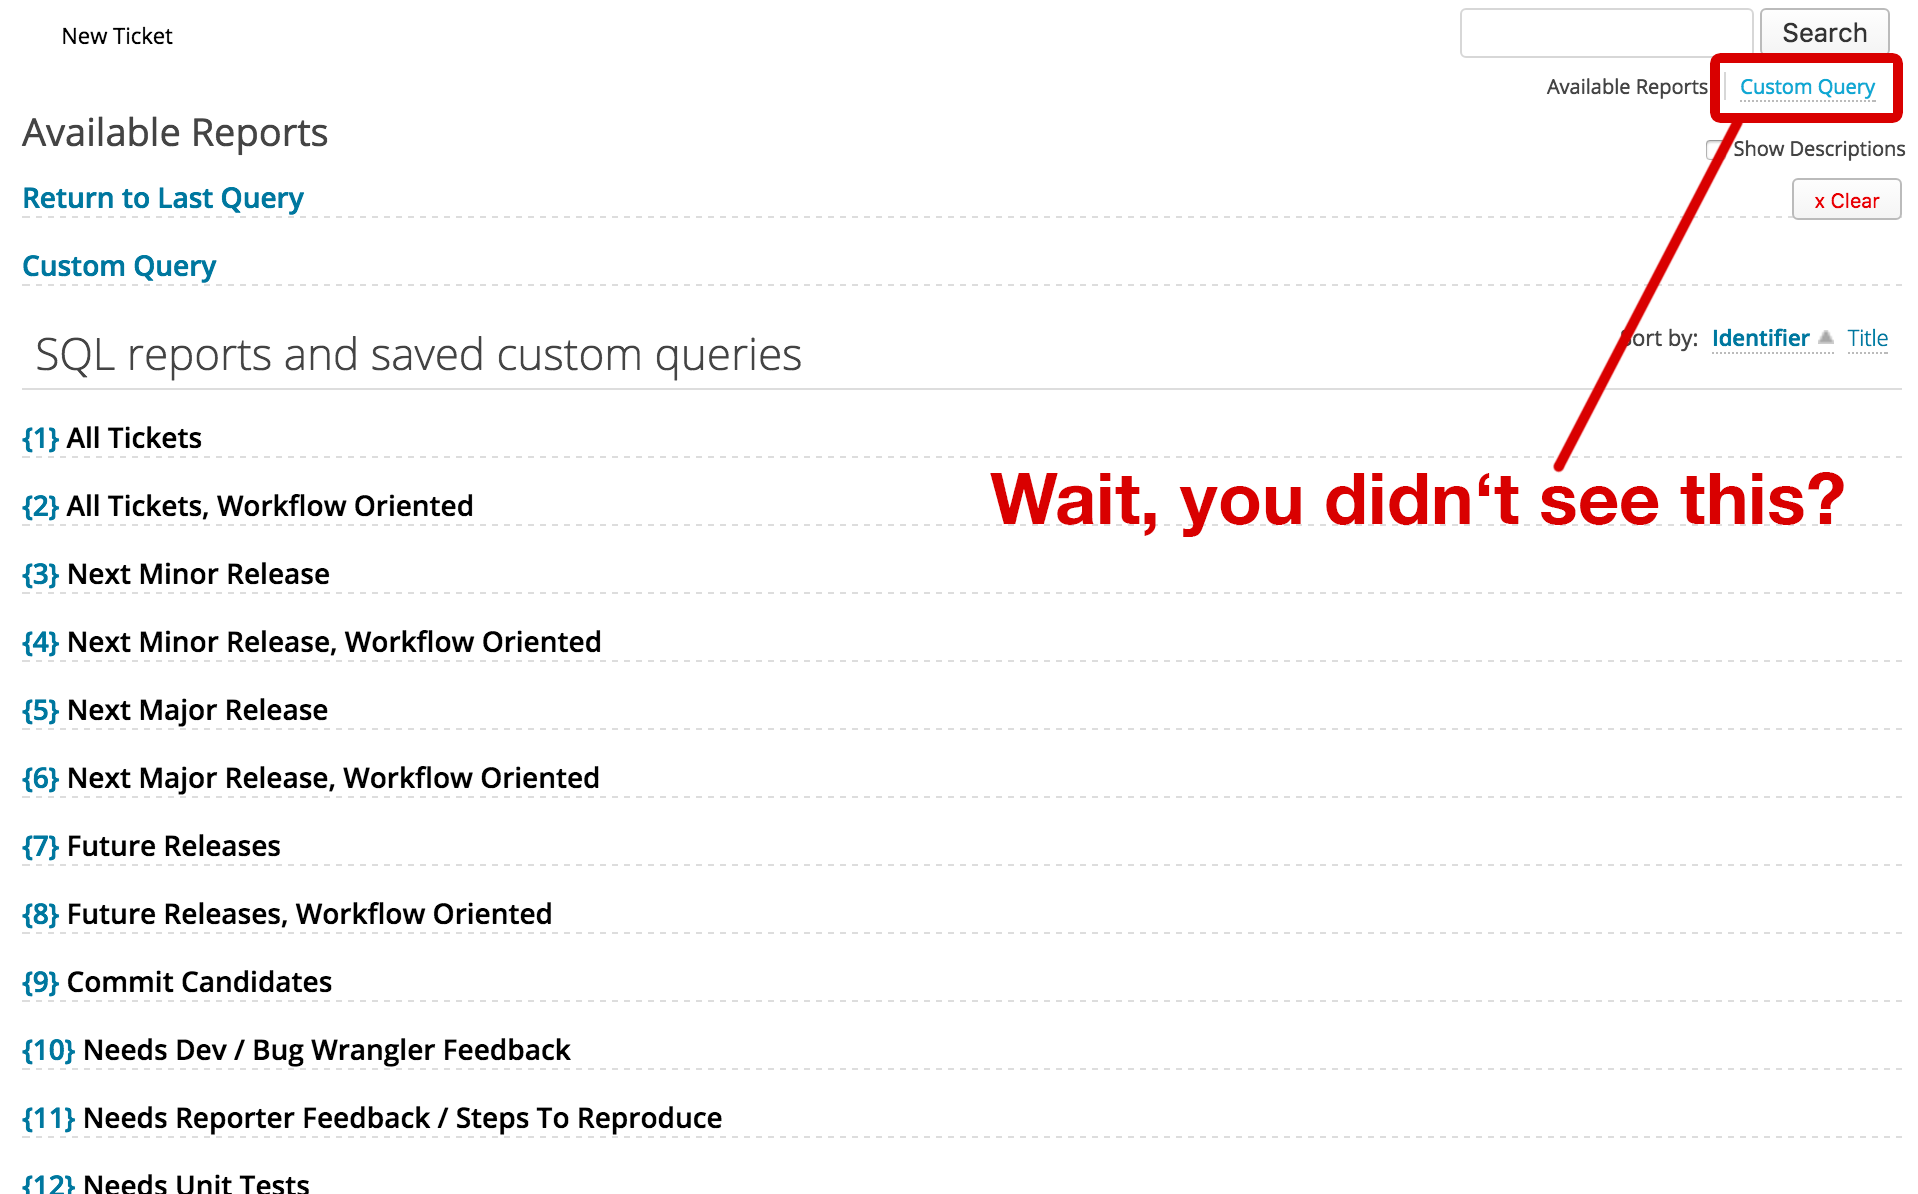 New Ticket
Search
Available Reports
Custom Query
Available Reports
Show Descriptions
Return to Last Query
x Clear
Custom Query
SQL reports and saved custom queries
Sort by: Identifier Title
{1} All Tickets
Wait, you didn‘t see this?
{2} All Tickets, Workflow Oriented
{3} Next Minor Release
{4} Next Minor Release, Workflow Oriented
{5} Next Major Release
{6} Next Major Release, Workflow Oriented
{7} Future Releases
{8} Future Releases, Workflow Oriented
{9} Commit Candidates
{10} Needs Dev / Bug Wrangler Feedback
{11} Needs Reporter Feedback / Steps To Reproduce
{12} Needs Unit Tests